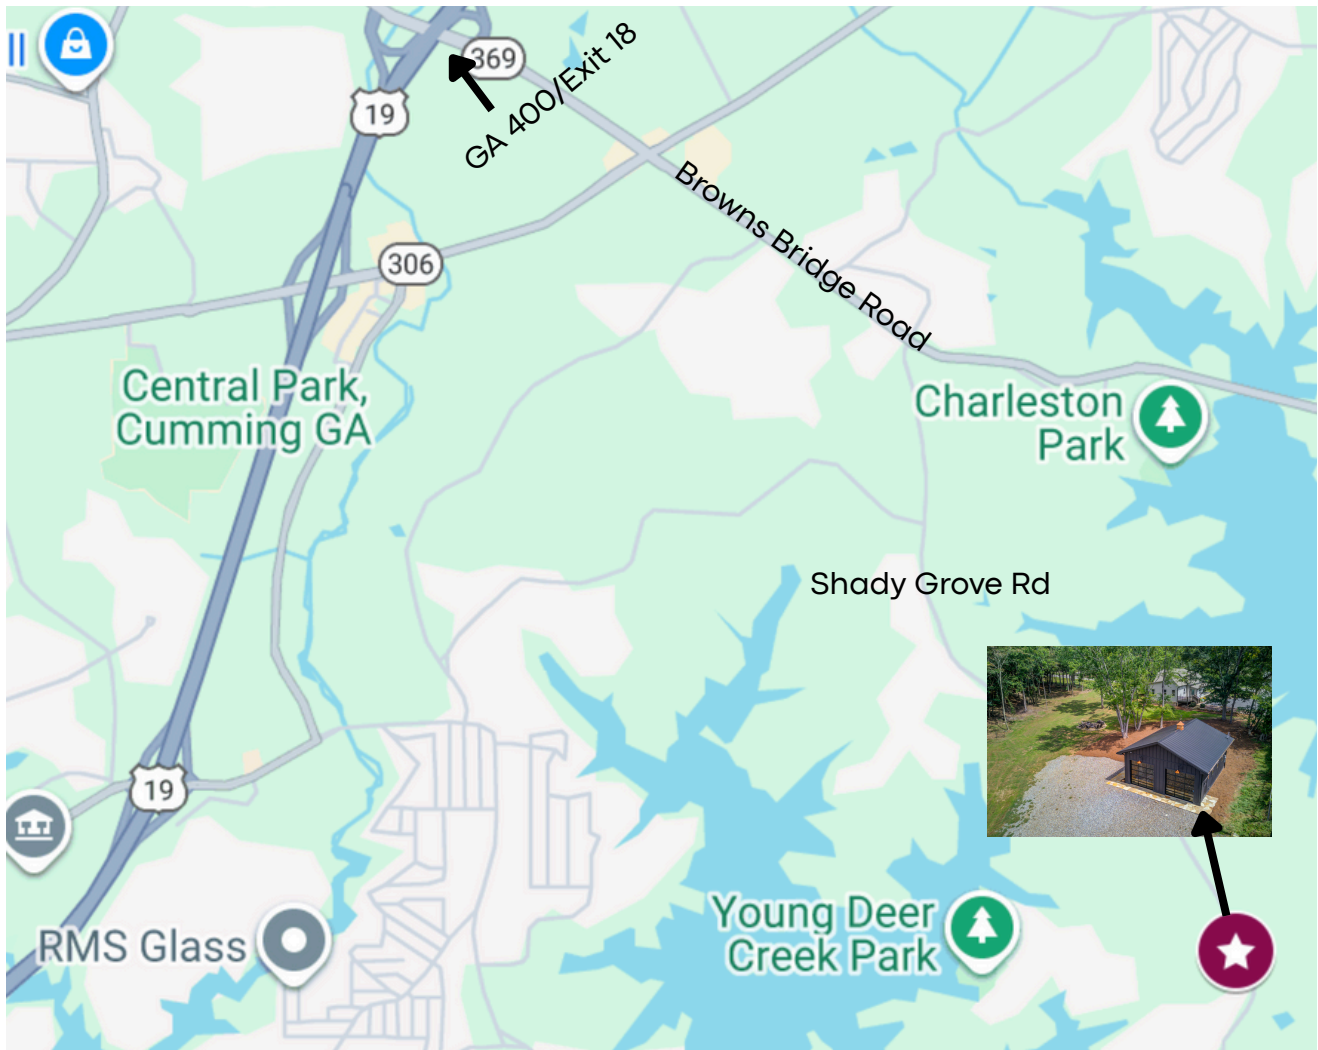 369
GA 400/Exit 18
19
Browns Bridge Road
306
Central Park,
Cumming GA
Charleston
Park
Shady Grove Rd
19
Young Deer
Creek Park
RMS Glass